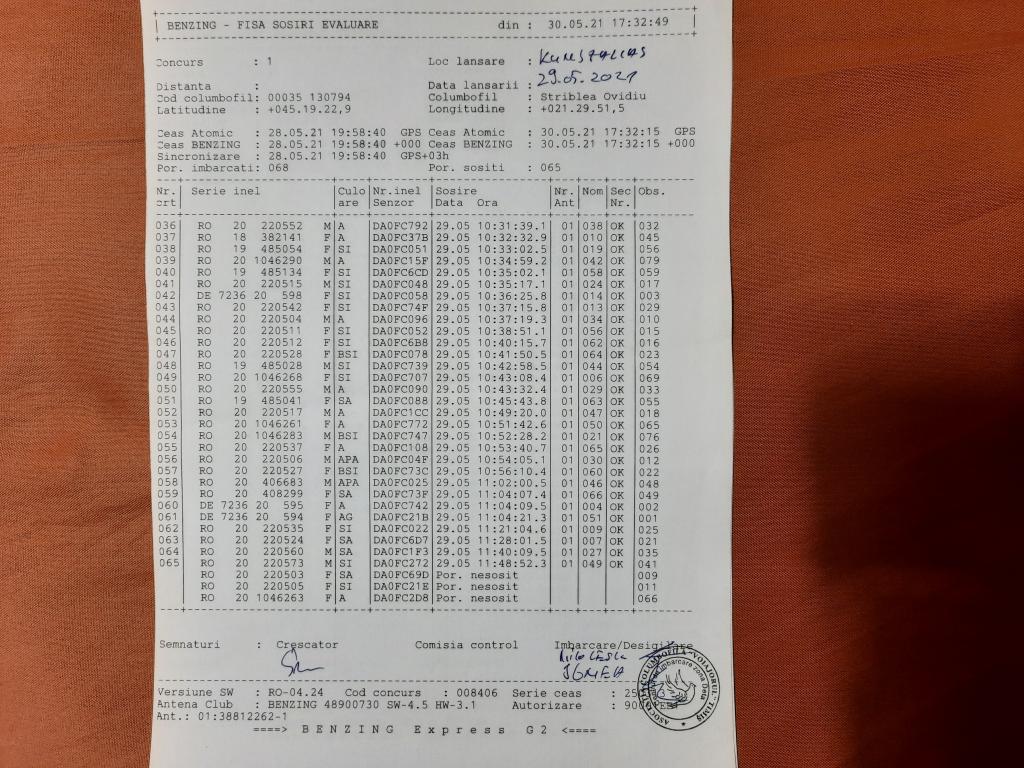 BENZING - FISA SOSIRI EVALUARE din : 30.05.21 17:32:49
Concurs : 1 Loc lansare :
Data lansarii : 29.05.2021
Distanta :
Cod columbofil: 00035 130794 Columbofil : Striblea Ovidiu
Latitudine : +045.19.22,9 Longitudine : +021.29.51,5
Ceas Atomic : 28.05.21 19:58:40 GPS Ceas Atomic : 30.05.21 17:32:15 GPS
Ceas BENZING : 28.05.21 19:58:40 +000 Ceas BENZING : 30.05.21 17:32:15 +000
Sincronizare : 28.05.21 19:58:40 GPS+03h
Por. imbarcati: 068 Por. sositi : 065
Nr. Serie inel Culo Nr.inel Sosire Nr. Nom Sec Obs.
crt are Senzor Data Ora Ant Nr.
036 RO 20 220552 M A DA0FC792 29.05 10:31:39.1 01 038 OK 032
037 RO 18 382141 F A DA0FC37B 29.05 10:32:32,9 01 010 OK 045
038 RO 19 485054 F SI DA0FC051 29.05 10:33:02.5 01 019 OK 056
039 RO 20 1046290 M A DA0FC15F 29.05 10:34:59.2 01 042 OK 079
040 RO 19 485134 F SI DA0FC6CD 29.05 10:35:02.1 01 058 OK 059
041 RO 20 220515 M SI DA0FC048 29.05 10:35:17.1 01 024 OK 017
042 DE 7236 20 598 F SI DA0FC058 29.05 10:36:25.8 01 014 OK 003
043 RO 20 220542 F SI DA0FC74F 29.05 10:37:15.8 01 013 OK 029
044 RO 20 220504 M A DA0FC096 29.05 10:37:19.3 01 034 OK 010
045 RO 20 220511 F SI DA0FC052 29.05 10:38:51.1 01 056 OK 015
046 RO 20 220512 F SI DA0FC6B8 29.05 10:40:15.7 01 062 OK 016
047 RO 20 220528 F BSI DA0FC078 29.05 10:41:50.5 01 064 OK 023
048 RO 19 485028 M SI DA0FC739 29.05 10:42:58.5 01 044 OK 054
049 RO 20 1046268 F SI DA0FC707 29.05 10:43:08.4 01 006 OK 069
050 RO 20 220555 M A DA0FC090 29.05 10:43:32.4 01 029 OK 033
051 RO 19 485041 F SA DA0FC088 29.05 10:45:43.8 01 063 OK 055
052 RO 20 220517 M A DA0FC1CC 29.05 10:49:20.0 01 047 OK 018
053 RO 20 1046261 F A DA0FC772 29.05 10:51:42.6 01 050 OK 065
054 RO 20 1046283 M BSI DA0FC747 29.05 10:52:28.2 01 021 OK 076
055 RO 20 220537 F A DA0FC108 29.05 10:53:40.7 01 065 OK 026
056 RO 20 220506 M APA DA0FC04F 29.05 10:54:05.1 01 030 OK 012
057 RO 20 220527 F BSI DA0FC73C 29.05 10:56:10.4 01 060 OK 022
058 RO 20 406683 M APA DA0FC025 29.05 11:02:00.5 01 046 OK 048
059 RO 20 408299 F SA DA0FC73F 29.05 11:04:07.4 01 066 OK 049
060 DE 7236 20 595 F A DA0FC742 29.05 11:04:09.5 01 004 OK 002
061 DE 7236 20 594 F AG DA0FC21B 29.05 11:04:21.3 01 051 OK 001
062 RO 20 220535 F SI DA0FC022 29.05 11:21:04.6 01 009 OK 025
063 RO 20 220524 F SA DA0FC6D7 29.05 11:28:01.5 01 007 OK 021
064 RO 20 220560 M SA DA0FC1F3 29.05 11:40:09.5 01 027 OK 035
065 RO 20 220573 M SI DA0FC272 29.05 11:48:52.3 01 049 OK 041
RO 20 220503 F SA DA0FC69D Por. nesosit 009
RO 20 220505 F SI DA0FC21E Por. nesosit 011
RO 20 1046263 F A DA0FC2D8 Por. nesosit 066
Semnaturi : Crescator Comisia control Imbarcare/
Versiune SW : RO-04.24 Cod concurs : 008406 Serie ceas :
Antena Club : BENZING 48900730 SW-4.5 HW-3.1 Autorizare :
Ant.: 01:38812262-1
====> BENZING Express G2 <====